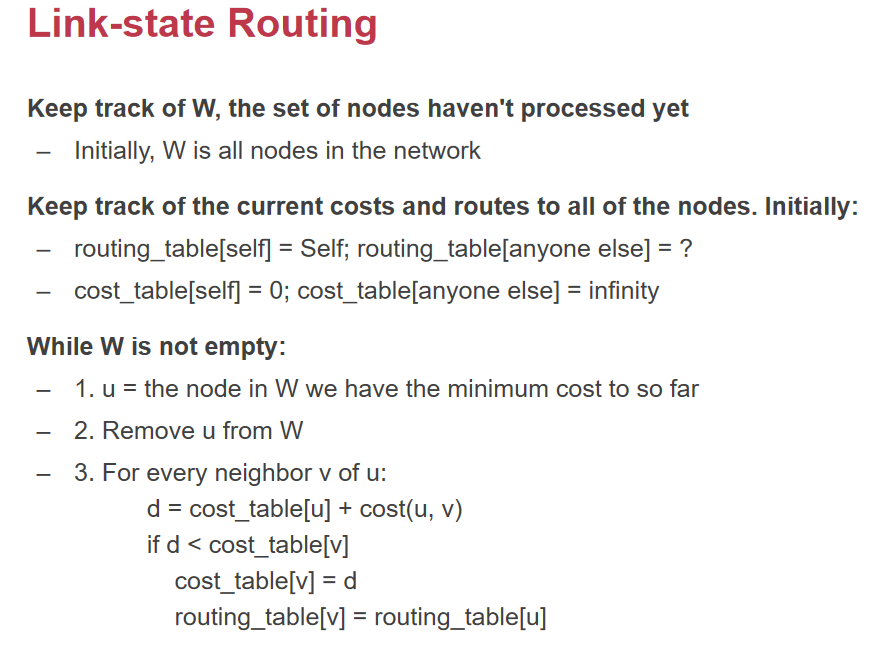 Link-state Routing
Keep track of W, the set of nodes haven't processed yet
– Initially, W is all nodes in the network
Keep track of the current costs and routes to all of the nodes. Initially:
– routing_table[self] = Self; routing_table[anyone else] = ?
– cost_table[self] = 0; cost_table[anyone else] = infinity
While W is not empty:
– 1. u = the node in W we have the minimum cost to so far
– 2. Remove u from W
– 3. For every neighbor v of u:
d = cost_table[u] + cost(u, v)
if d < cost_table[v]
cost_table[v] = d
routing_table[v] = routing_table[u]